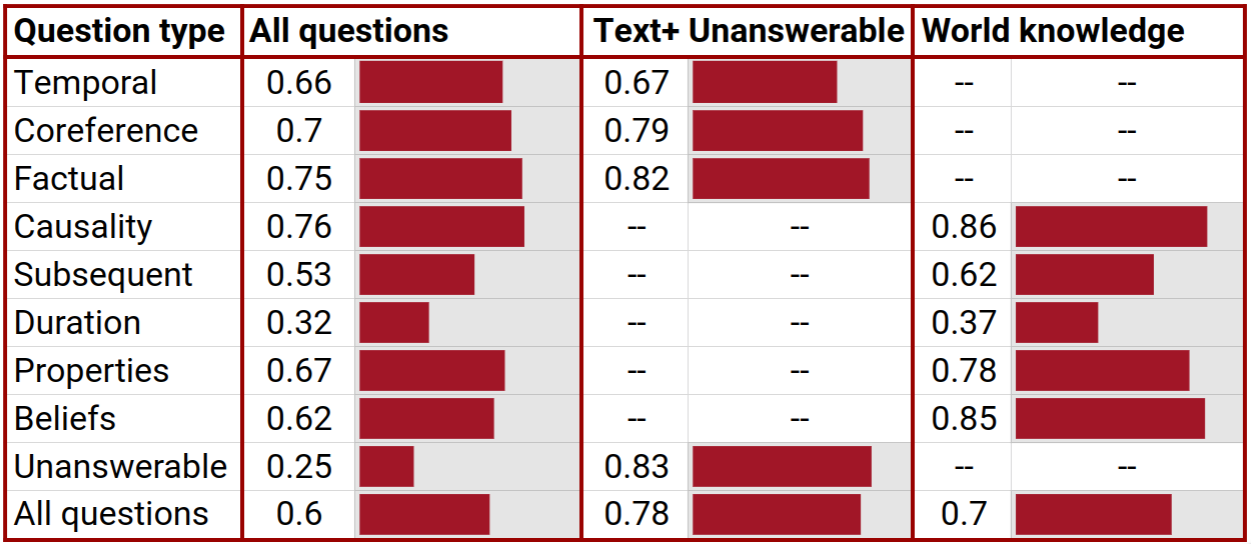 Question type All questions Text+ Unanswerable World knowledge
Temporal 0.66 0.67 -- --
Coreference 0.7 0.79 -- --
Factual 0.75 0.82 -- --
Causality 0.76 -- -- 0.86
Subsequent 0.53 -- -- 0.62
Duration 0.32 -- -- 0.37
Properties 0.67 -- -- 0.78
Beliefs 0.62 -- -- 0.85
Unanswerable 0.25 0.83 -- --
All questions 0.6 0.78 0.7